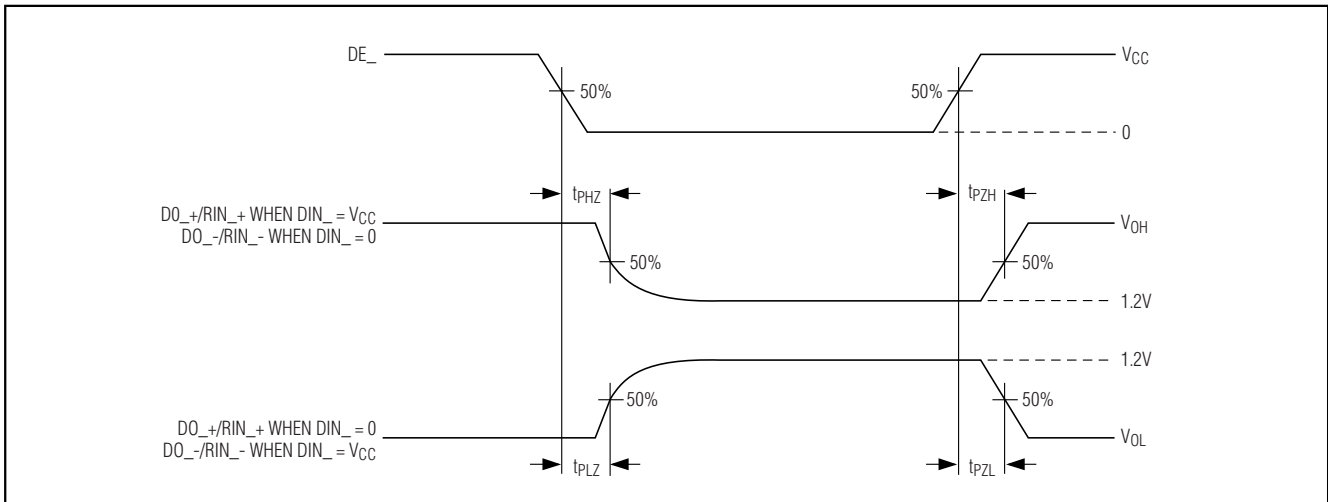 DE_
VCC
50%
50%
0
tPHZ
tPZH
DO_+/RIN_+ WHEN DIN_ = VCC
DO_-/RIN_- WHEN DIN_ = 0
VOH
50%
50%
1.2V
1.2V
50%
50%
DO_+/RIN_+ WHEN DIN_ = 0
DO_-/RIN_- WHEN DIN_ = VCC
VOL
tPLZ
tPZL